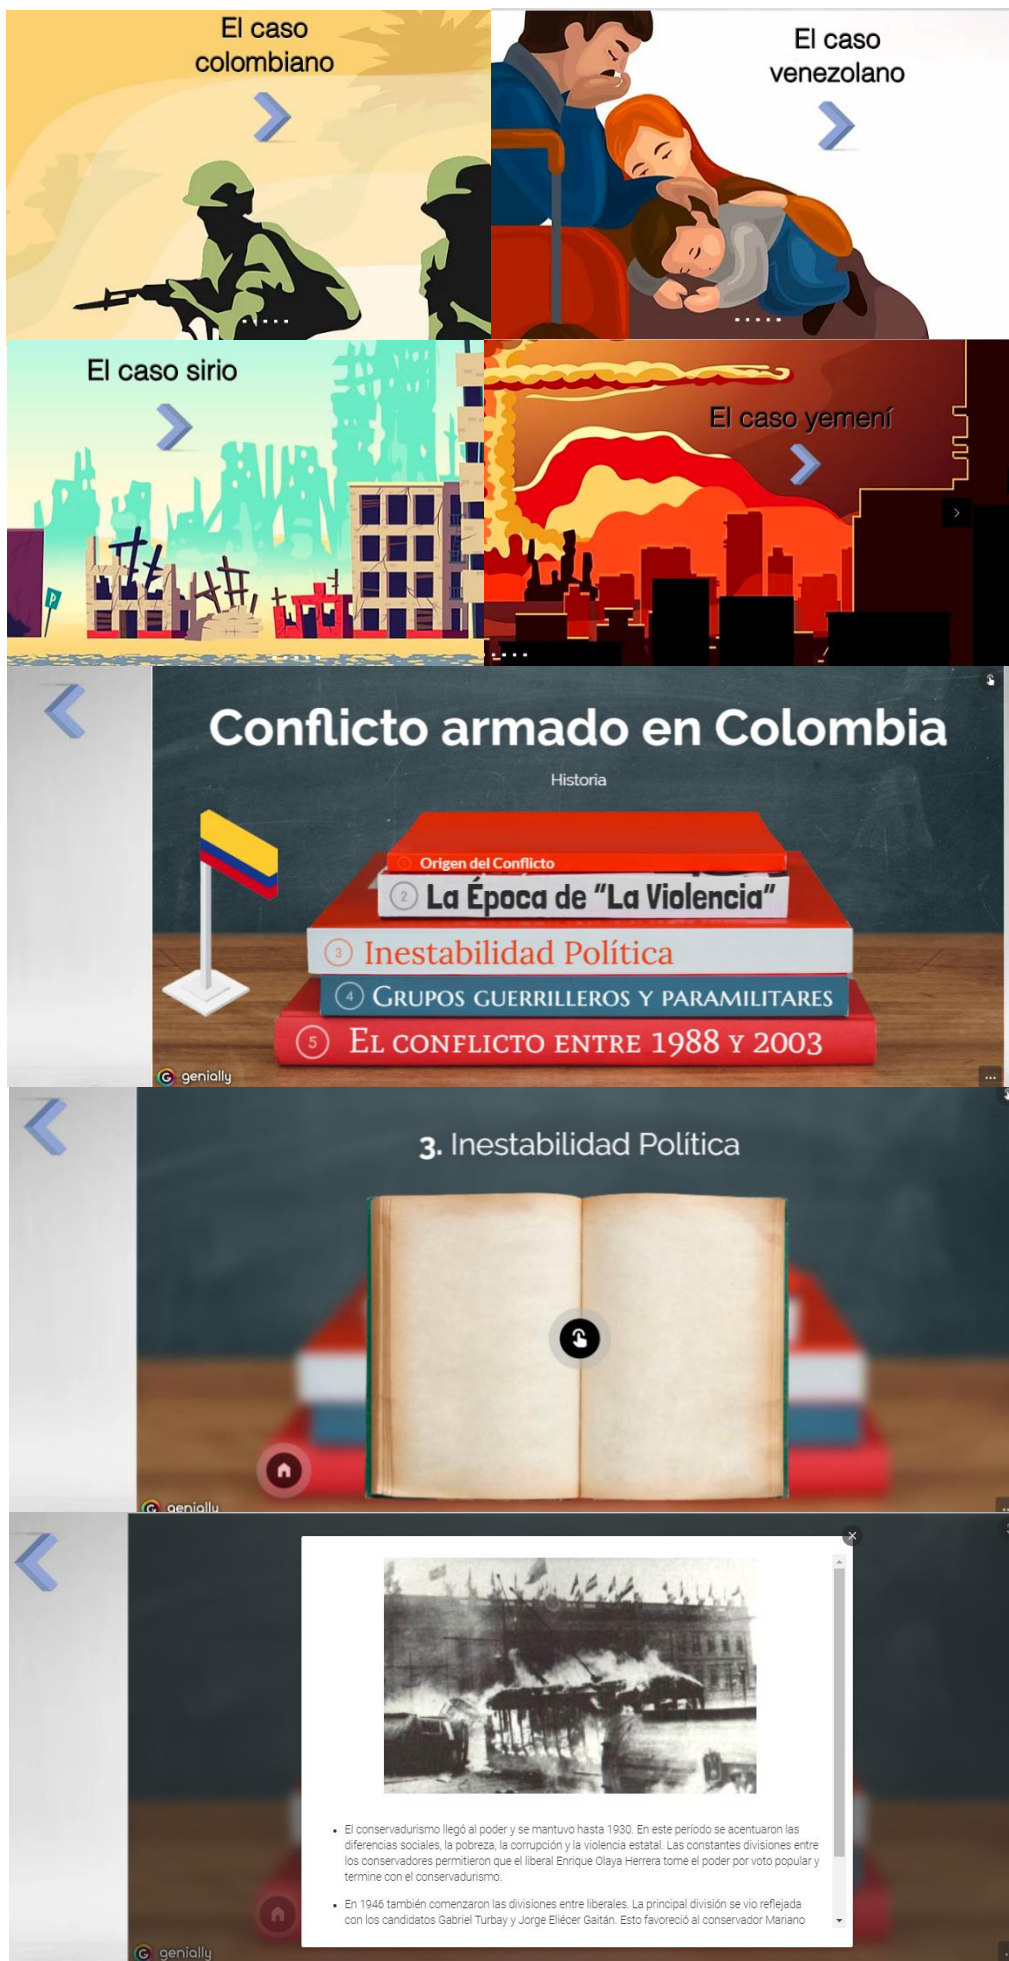 El caso
colombiano
El caso
venezolano
El caso sirio
El caso yemení
P
Conflicto armado en Colombia
Historia
1 Origen del Conflicto
2 La Época de "La Violencia"
3 Inestabilidad Política
4 Grupos guerrilleros y paramilitares
5 El conflicto entre 1988 y 2003
G genially
3. Inestabilidad Política
G genially
• El conservadurismo llegó al poder y se mantuvo hasta 1930. En este período se acentuaron las
diferencias sociales, la pobreza, la corrupción y la violencia estatal. Las constantes divisiones entre
los conservadores permitieron que el liberal Enrique Olaya Herrera tome el poder por voto popular y
termine con el conservadurismo.
• En 1946 también comenzaron las divisiones entre liberales. La principal división se vio reflejada
con los candidatos Gabriel Turbay y Jorge Eliécer Gaitán. Esto favoreció al conservador Mariano
G genially